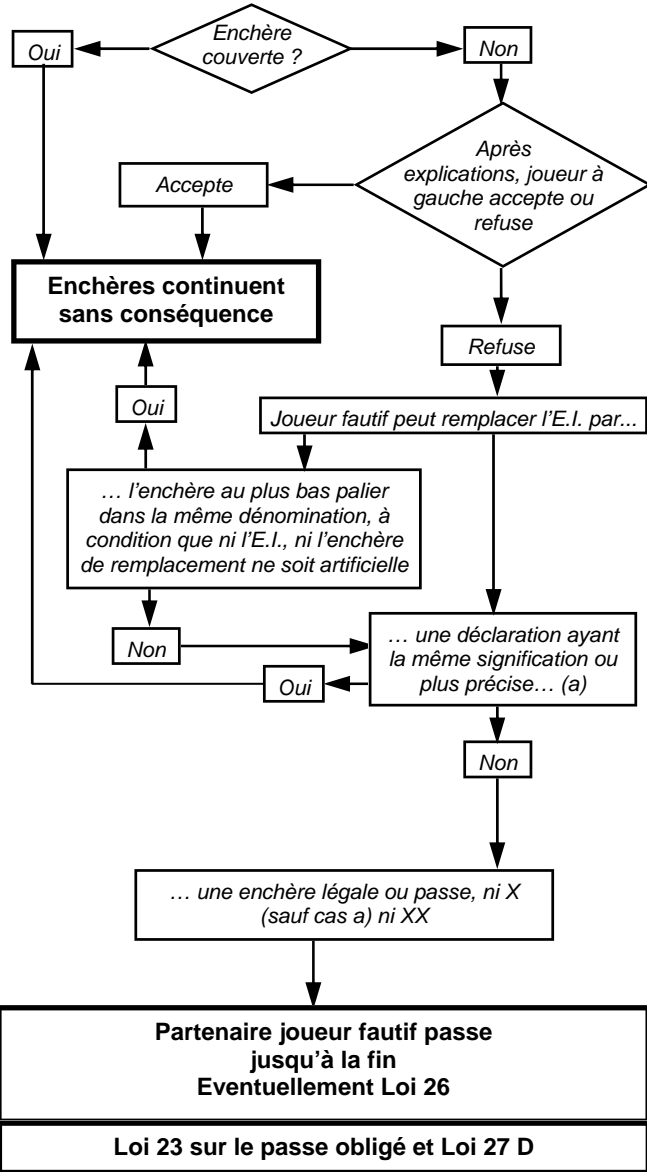 Enchère
couverte ?
Oui
Non
Après
explications, joueur à
gauche accepte ou
refuse
Accepte
Enchères continuent
sans conséquence
Refuse
Oui
Joueur fautif peut remplacer l’E.I. par...
… l’enchère au plus bas palier
dans la même dénomination, à
condition que ni l’E.I., ni l’enchère
de remplacement ne soit artificielle
Non
… une déclaration ayant
la même signification ou
plus précise… (a)
Oui
Non
… une enchère légale ou passe, ni X
(sauf cas a) ni XX
Partenaire joueur fautif passe
jusqu’à la fin
Eventuellement Loi 26
Loi 23 sur le passe obligé et Loi 27 D